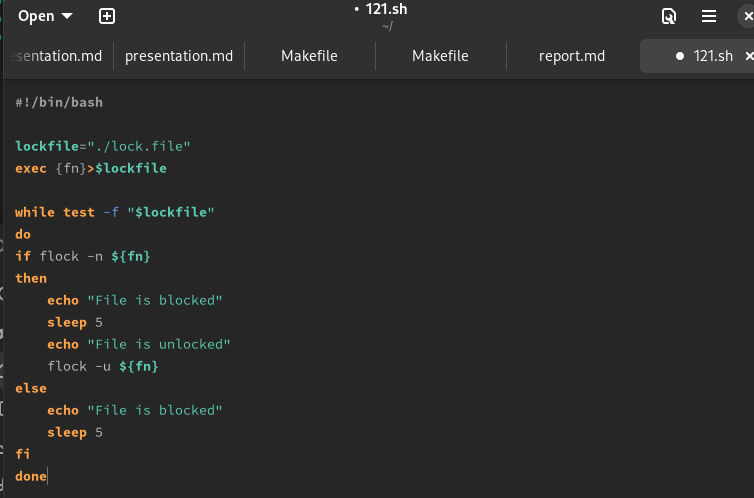 Open
• 121.sh
~/
sentation.md
presentation.md
Makefile
Makefile
report.md
● 121.sh
#!/bin/bash
lockfile="./lock.file"
exec {fn}>$lockfile
while test -f "$lockfile"
do
if flock -n ${fn}
then
    echo "File is blocked"
    sleep 5
    echo "File is unlocked"
    flock -u ${fn}
else
    echo "File is blocked"
    sleep 5
fi
done